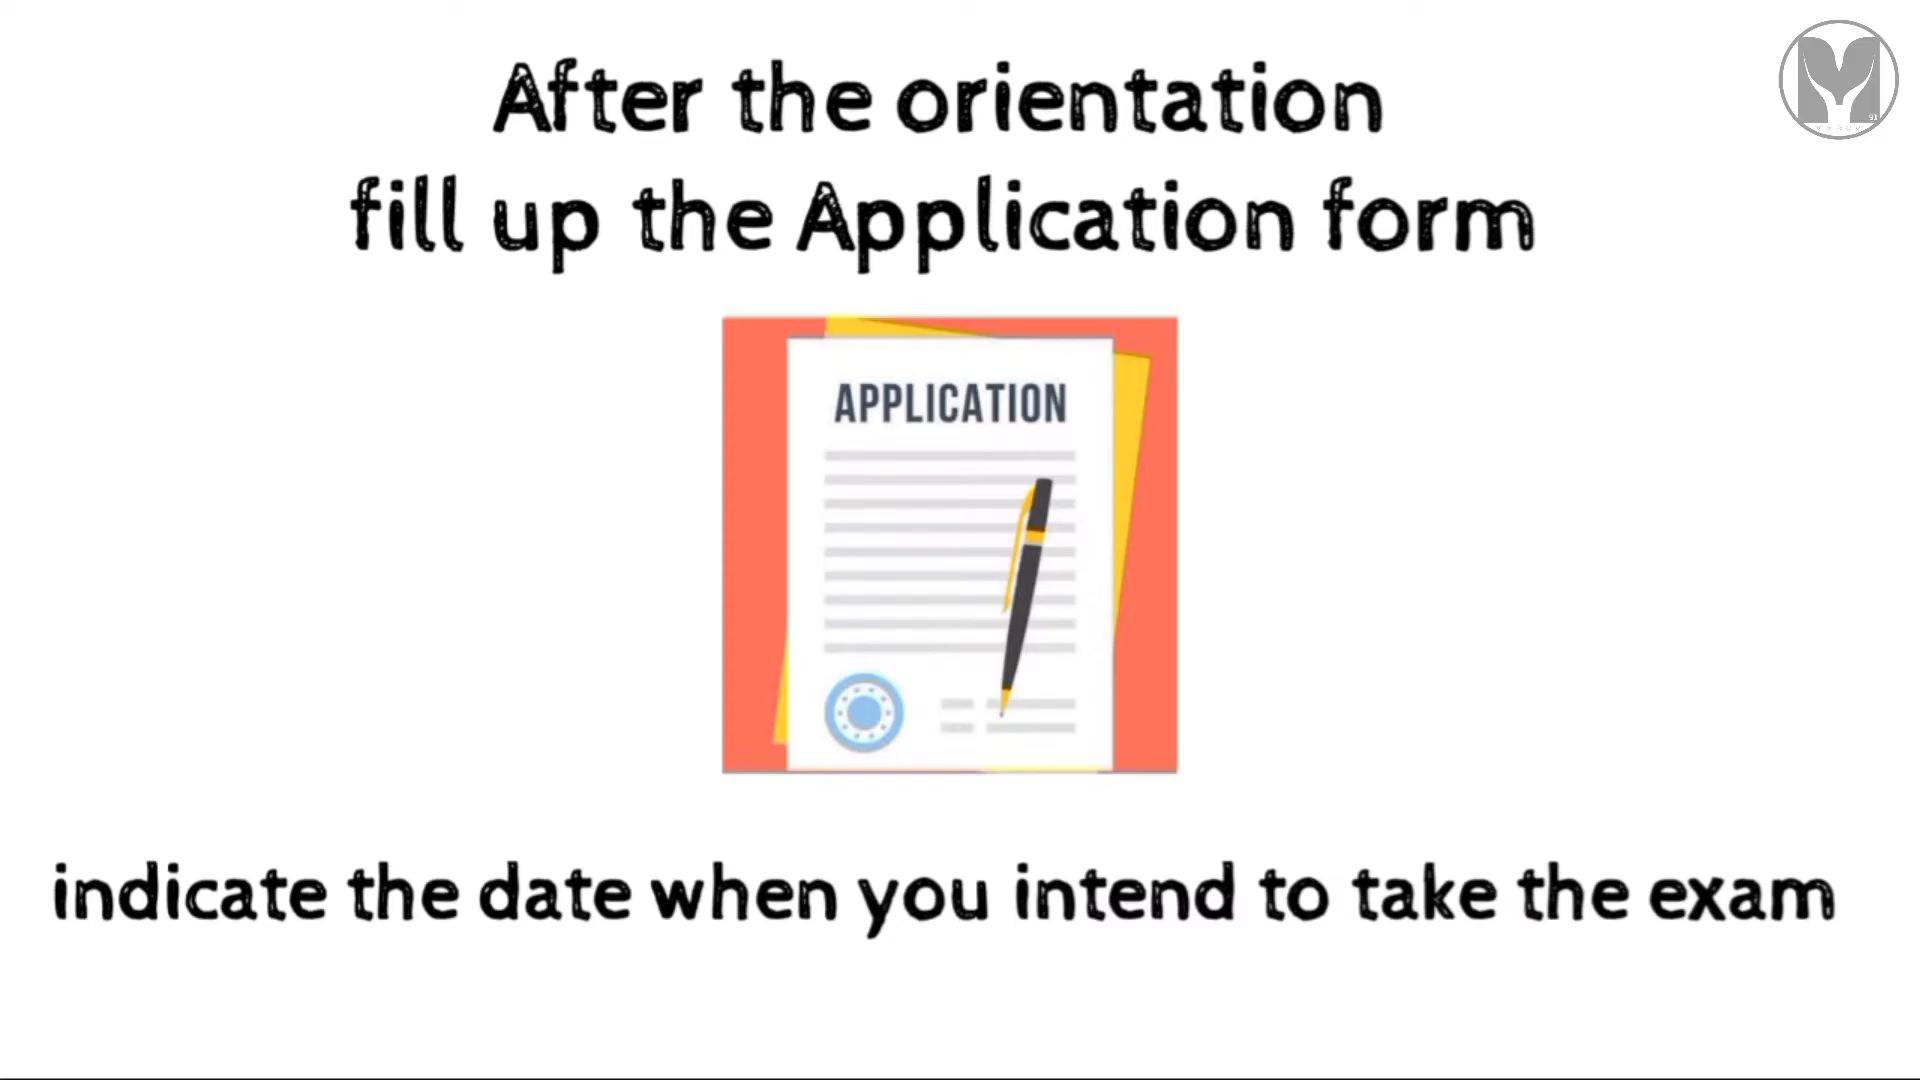 After the orientation
fill up the Application form
APPLICATION
indicate the date when you intend to take the exam